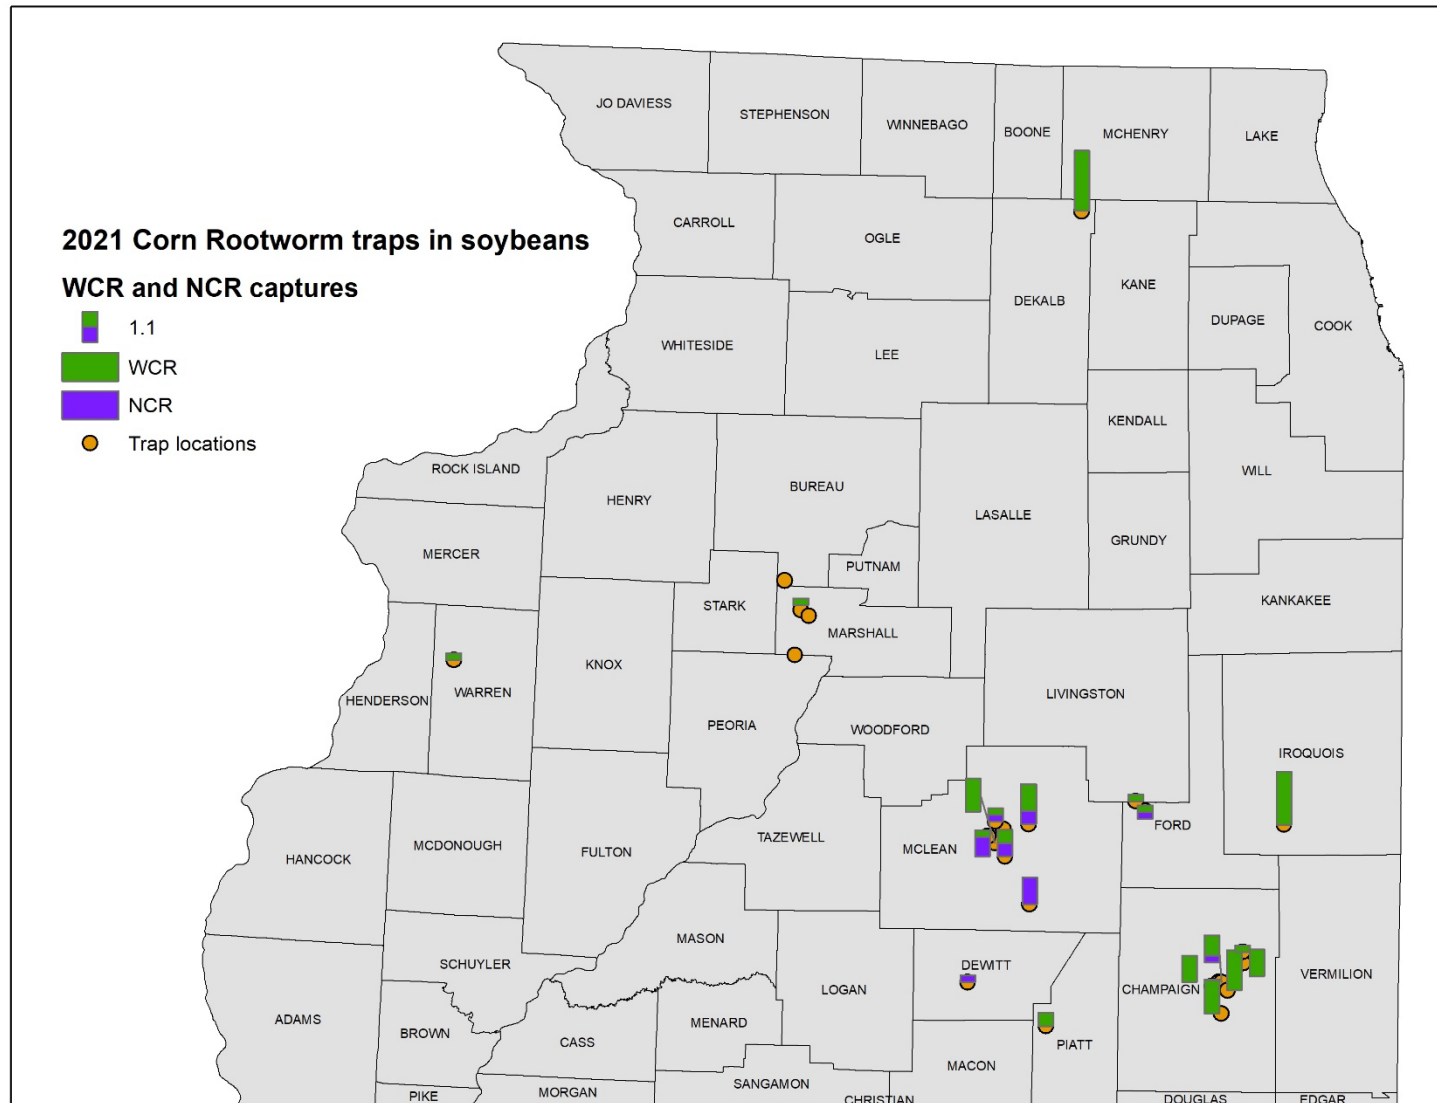 JO DAVIESS
STEPHENSON
WINNEBAGO
BOONE
MCHENRY
LAKE
2021 Corn Rootworm traps in soybeans
WCR and NCR captures
1.1
WCR
NCR
Trap locations
CARROLL
OGLE
DEKALB
KANE
DUPAGE
COOK
WHITESIDE
LEE
KENDALL
WILL
ROCK ISLAND
HENRY
BUREAU
LASALLE
GRUNDY
MERCER
PUTNAM
STARK
KANKAKEE
MARSHALL
KNOX
HENDERSON
WARREN
LIVINGSTON
PEORIA
WOODFORD
IROQUOIS
FORD
TAZEWELL
MCLEAN
HANCOCK
MCDONOUGH
FULTON
MASON
SCHUYLER
DEWITT
LOGAN
CHAMPAIGN
VERMILION
ADAMS
BROWN
MENARD
CASS
PIATT
MACON
PIKE
MORGAN
SANGAMON
CHRISTIAN
DOUGLAS
EDGAR